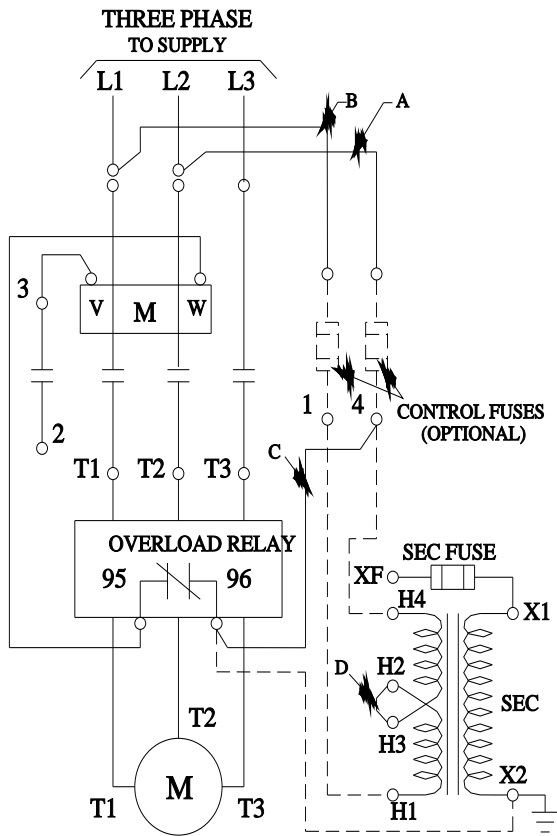 THREE PHASE
TO SUPPLY
L1 L2 L3
B A
3 V M W
2
1 4
CONTROL FUSES
(OPTIONAL)
C
T1 T2 T3
OVERLOAD RELAY
95 96
SEC FUSE
XF
H4 X1
D H2
SEC
H3
T2
X2
M
T1 T3
H1